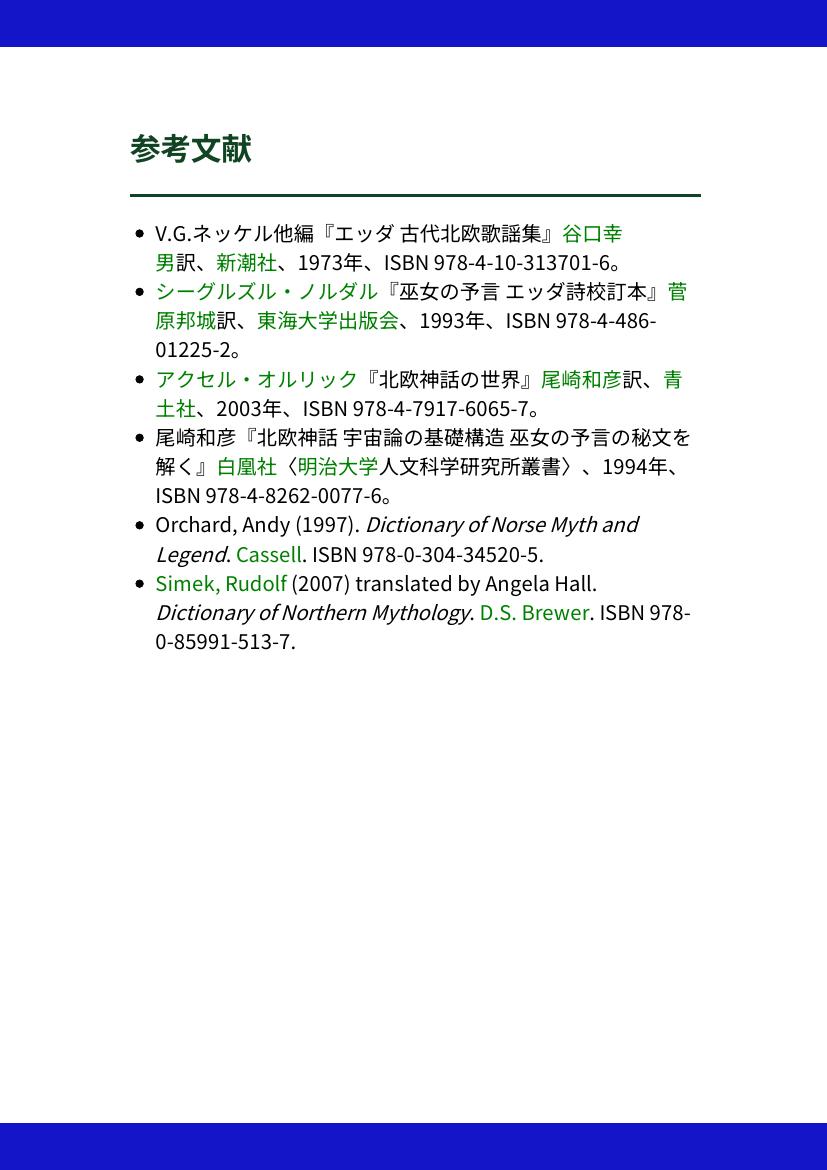 参考文献
V.G.ネッケル他編『エッダ 古代北欧歌謡集』谷口幸
男訳、新潮社、1973年、ISBN 978-4-10-313701-6。
シーグルズル・ノルダル『巫女の予言 エッダ詩校訂本』菅
原邦城訳、東海大学出版会、1993年、ISBN 978-4-486-
01225-2。
アクセル・オルリック『北欧神話の世界』尾崎和彦訳、青
土社、2003年、ISBN 978-4-7917-6065-7。
尾崎和彦『北欧神話 宇宙論の基礎構造 巫女の予言の秘文を
解く』白凰社〈明治大学人文科学研究所叢書〉、1994年、
ISBN 978-4-8262-0077-6。
Orchard, Andy (1997). Dictionary of Norse Myth and
Legend. Cassell. ISBN 978-0-304-34520-5.
Simek, Rudolf (2007) translated by Angela Hall.
Dictionary of Northern Mythology. D.S. Brewer. ISBN 978-
0-85991-513-7.